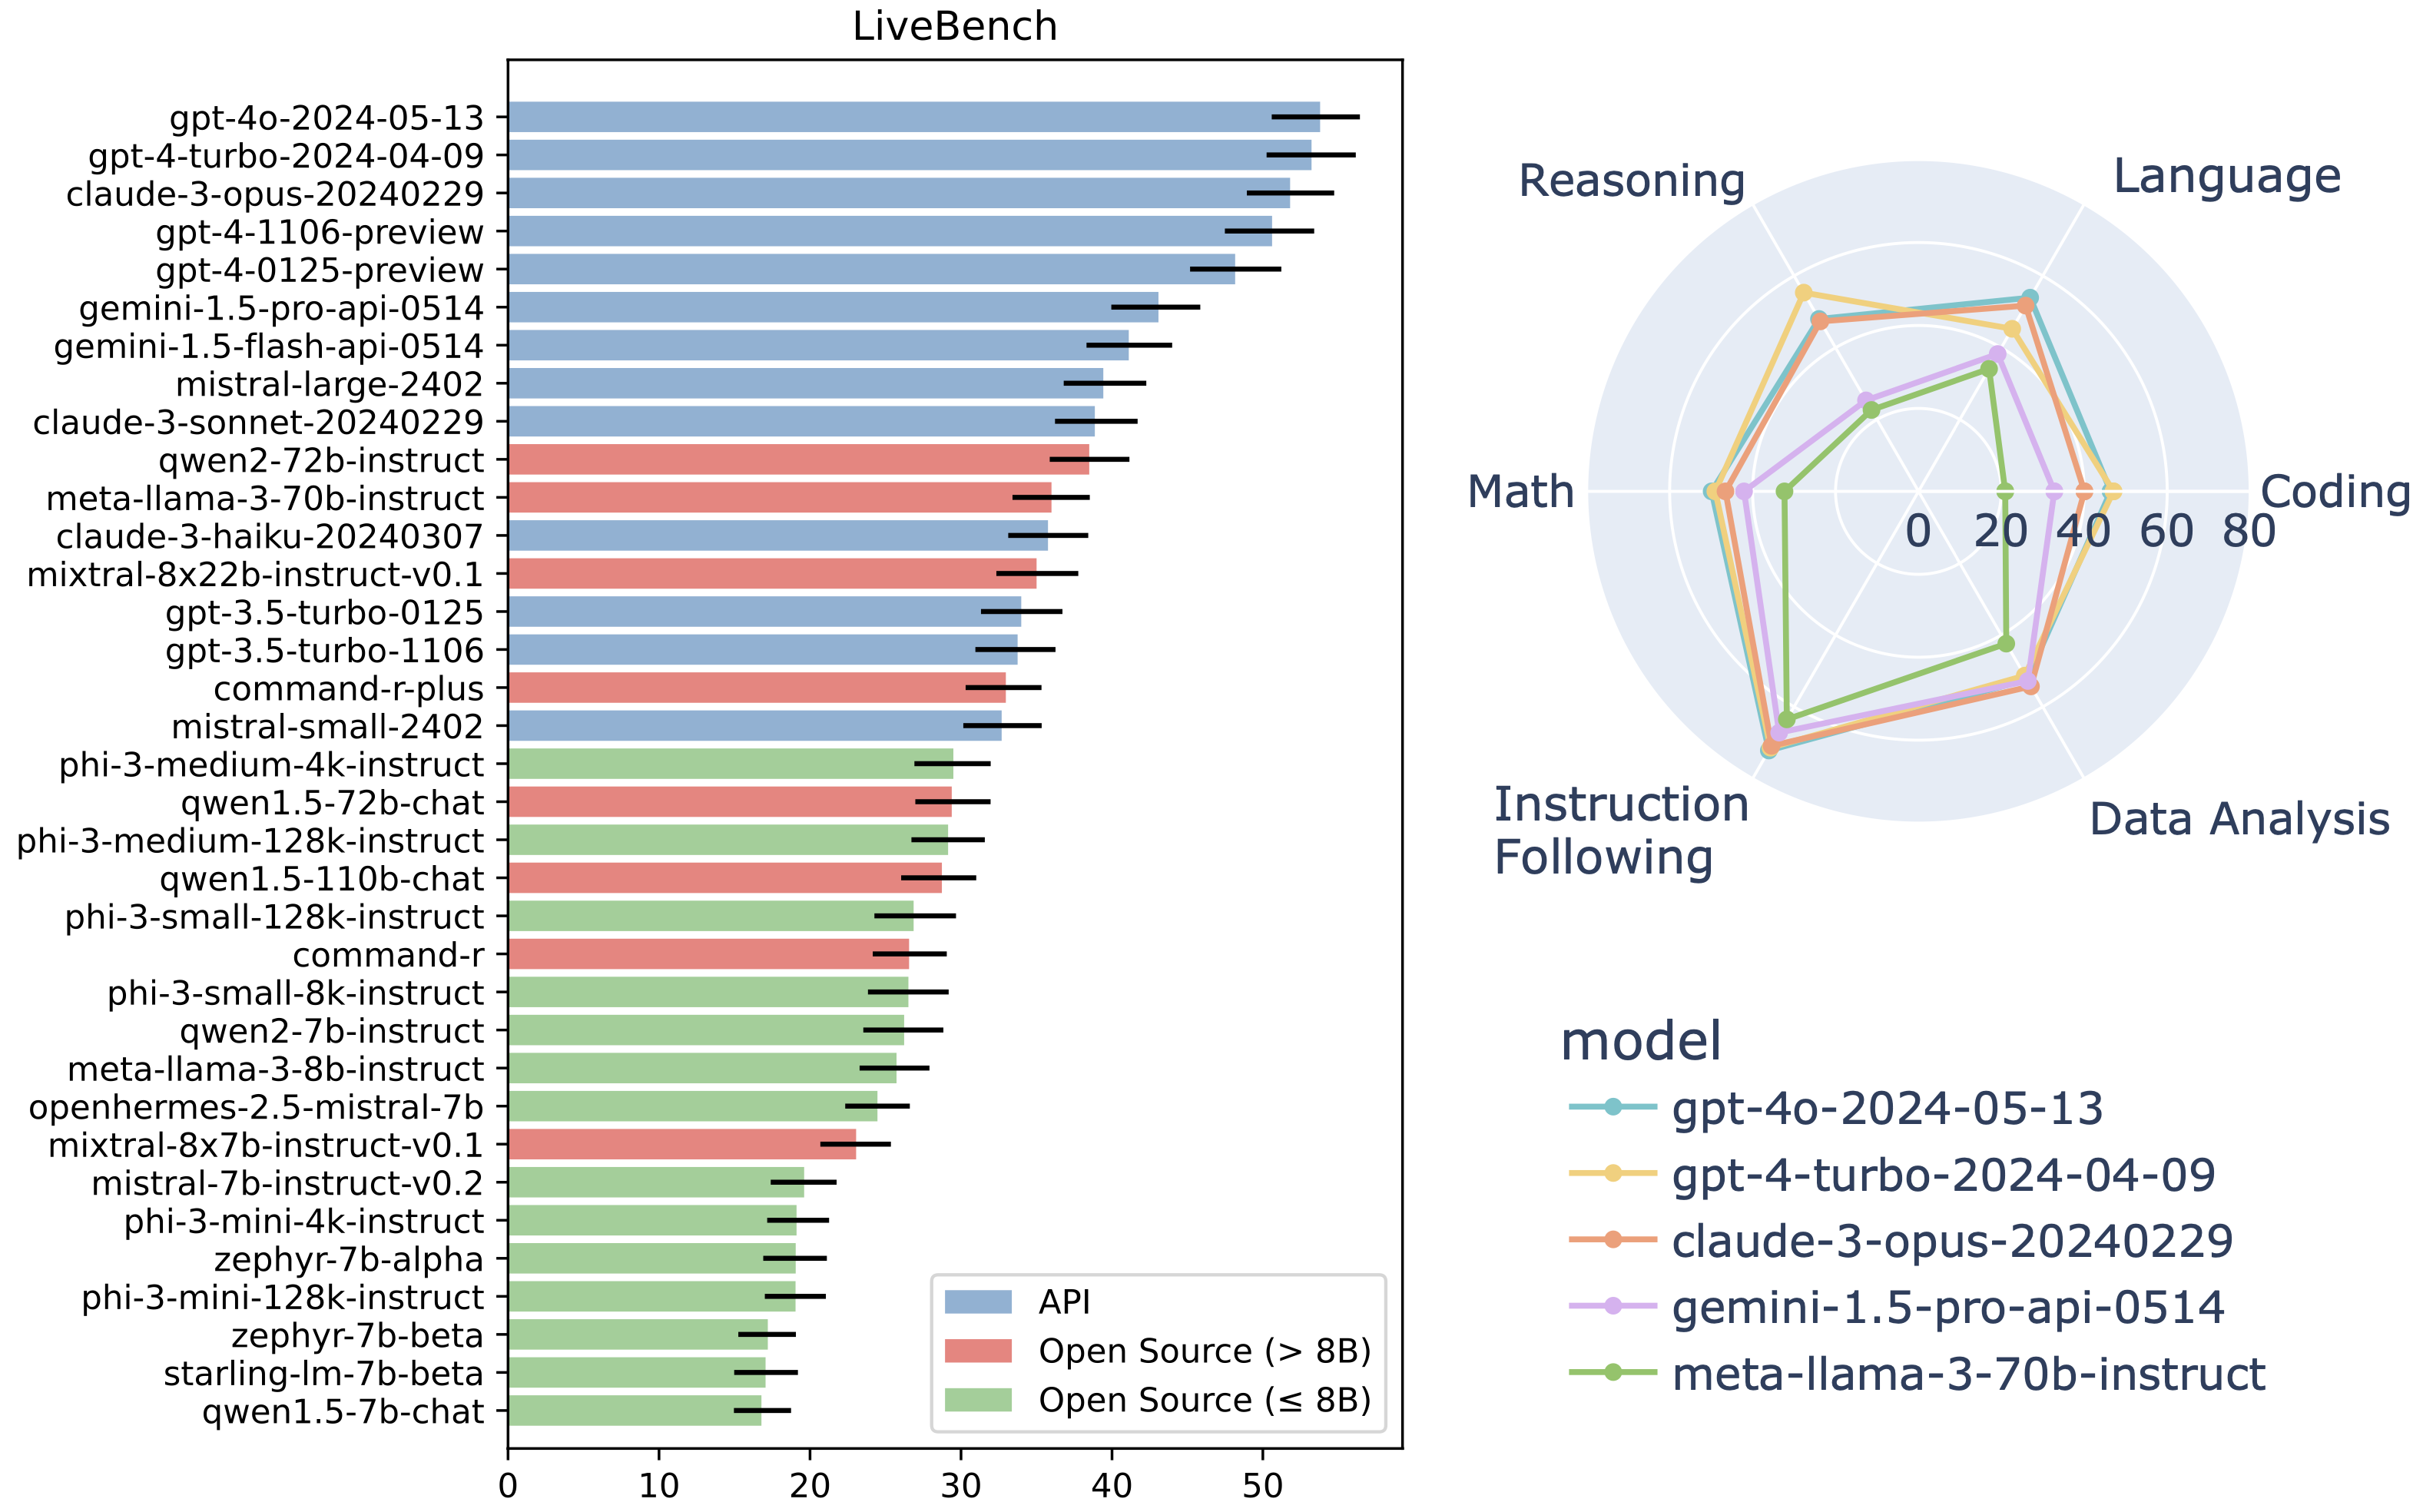 LiveBench
gpt-4o-2024-05-13
gpt-4-turbo-2024-04-09
claude-3-opus-20240229
gpt-4-1106-preview
gpt-4-0125-preview
gemini-1.5-pro-api-0514
gemini-1.5-flash-api-0514
mistral-large-2402
claude-3-sonnet-20240229
qwen2-72b-instruct
meta-llama-3-70b-instruct
claude-3-haiku-20240307
mixtral-8x22b-instruct-v0.1
gpt-3.5-turbo-0125
gpt-3.5-turbo-1106
command-r-plus
mistral-small-2402
phi-3-medium-4k-instruct
qwen1.5-72b-chat
phi-3-medium-128k-instruct
qwen1.5-110b-chat
phi-3-small-128k-instruct
command-r
phi-3-small-8k-instruct
qwen2-7b-instruct
meta-llama-3-8b-instruct
openhermes-2.5-mistral-7b
mixtral-8x7b-instruct-v0.1
mistral-7b-instruct-v0.2
phi-3-mini-4k-instruct
zephyr-7b-alpha
phi-3-mini-128k-instruct
zephyr-7b-beta
starling-lm-7b-beta
qwen1.5-7b-chat
0 10 20 30 40 50
API
Open Source (> 8B)
Open Source (≤ 8B)
Reasoning
Language
Math
Coding
0 20 40 60 80
Instruction
Following
Data Analysis
model
gpt-4o-2024-05-13
gpt-4-turbo-2024-04-09
claude-3-opus-20240229
gemini-1.5-pro-api-0514
meta-llama-3-70b-instruct